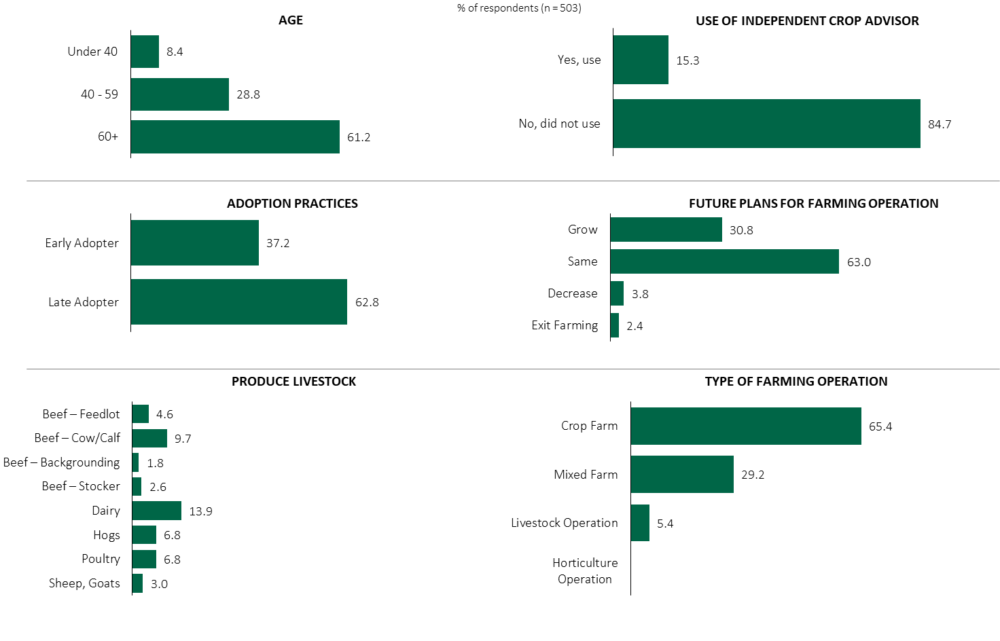 % of respondents (n = 503)
AGE
Under 40 8.4
40 - 59 28.8
60+ 61.2
USE OF INDEPENDENT CROP ADVISOR
Yes, use 15.3
No, did not use 84.7
ADOPTION PRACTICES
Early Adopter 37.2
Late Adopter 62.8
FUTURE PLANS FOR FARMING OPERATION
Grow 30.8
Same 63.0
Decrease 3.8
Exit Farming 2.4
PRODUCE LIVESTOCK
Beef – Feedlot 4.6
Beef – Cow/Calf 9.7
Beef – Backgrounding 1.8
Beef – Stocker 2.6
Dairy 13.9
Hogs 6.8
Poultry 6.8
Sheep, Goats 3.0
TYPE OF FARMING OPERATION
Crop Farm 65.4
Mixed Farm 29.2
Livestock Operation 5.4
Horticulture
Operation